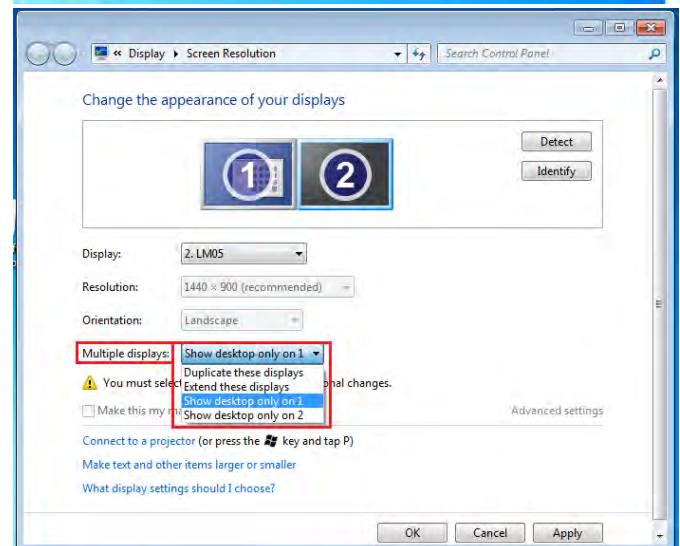 « Display ▸ Screen Resolution Search Control Panel
Change the appearance of your displays
1 2
Detect
Identify
Display: 2. LM05
Resolution: 1440 × 900 (recommended)
Orientation: Landscape
Multiple displays: Show desktop only on 1
Duplicate these displays
Extend these displays
Show desktop only on 1
Show desktop only on 2
You must select changes.
Make this my Advanced settings
Connect to a projector (or press the key and tap P)
Make text and other items larger or smaller
What display settings should I choose?
OK Cancel Apply